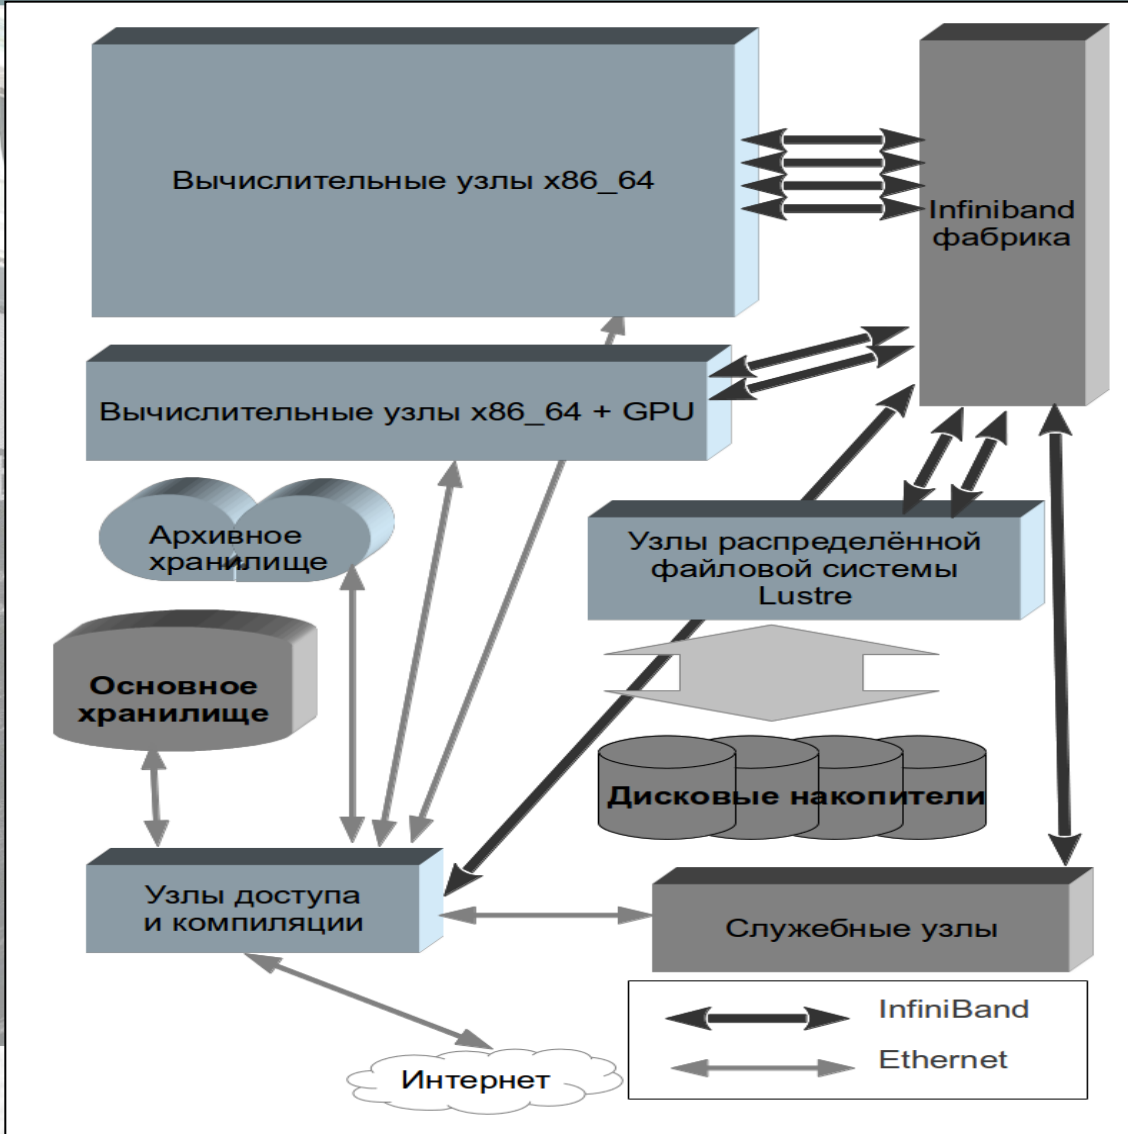 Вычислительные узлы x86_64
Infiniband
фабрика
Вычислительные узлы x86_64 + GPU
Архивное
хранилище
Узлы распределённой
файловой системы
Lustre
Основное
хранилище
Дисковые накопители
Узлы доступа
и компиляции
Служебные узлы
InfiniBand
Ethernet
Интернет